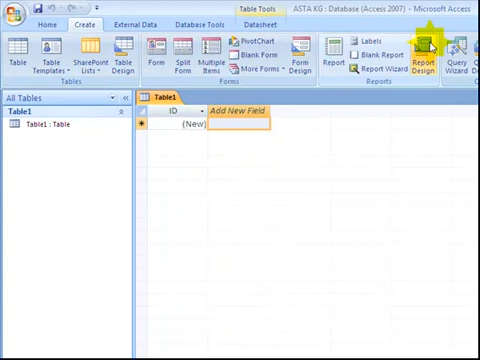 Table Tools
ASTA KG : Database (Access 2007) - Microsoft Access
Home
Create
External Data
Database Tools
Datasheet
Table
Table
Templates
SharePoint
Lists
Table
Design
Tables
Form
Split
Form
Multiple
Items
PivotChart
Blank Form
More Forms
Form
Design
Forms
Report
Labels
Blank Report
Report Wizard
Report
Design
Reports
Query
Wizard
All Tables
Table1
Table1 : Table
Table1
ID
Add New Field
(New)